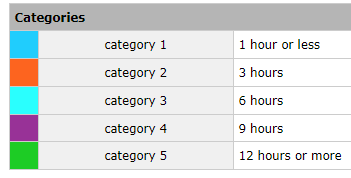 Categories
category 1 1 hour or less
category 2 3 hours
category 3 6 hours
category 4 9 hours
category 5 12 hours or more